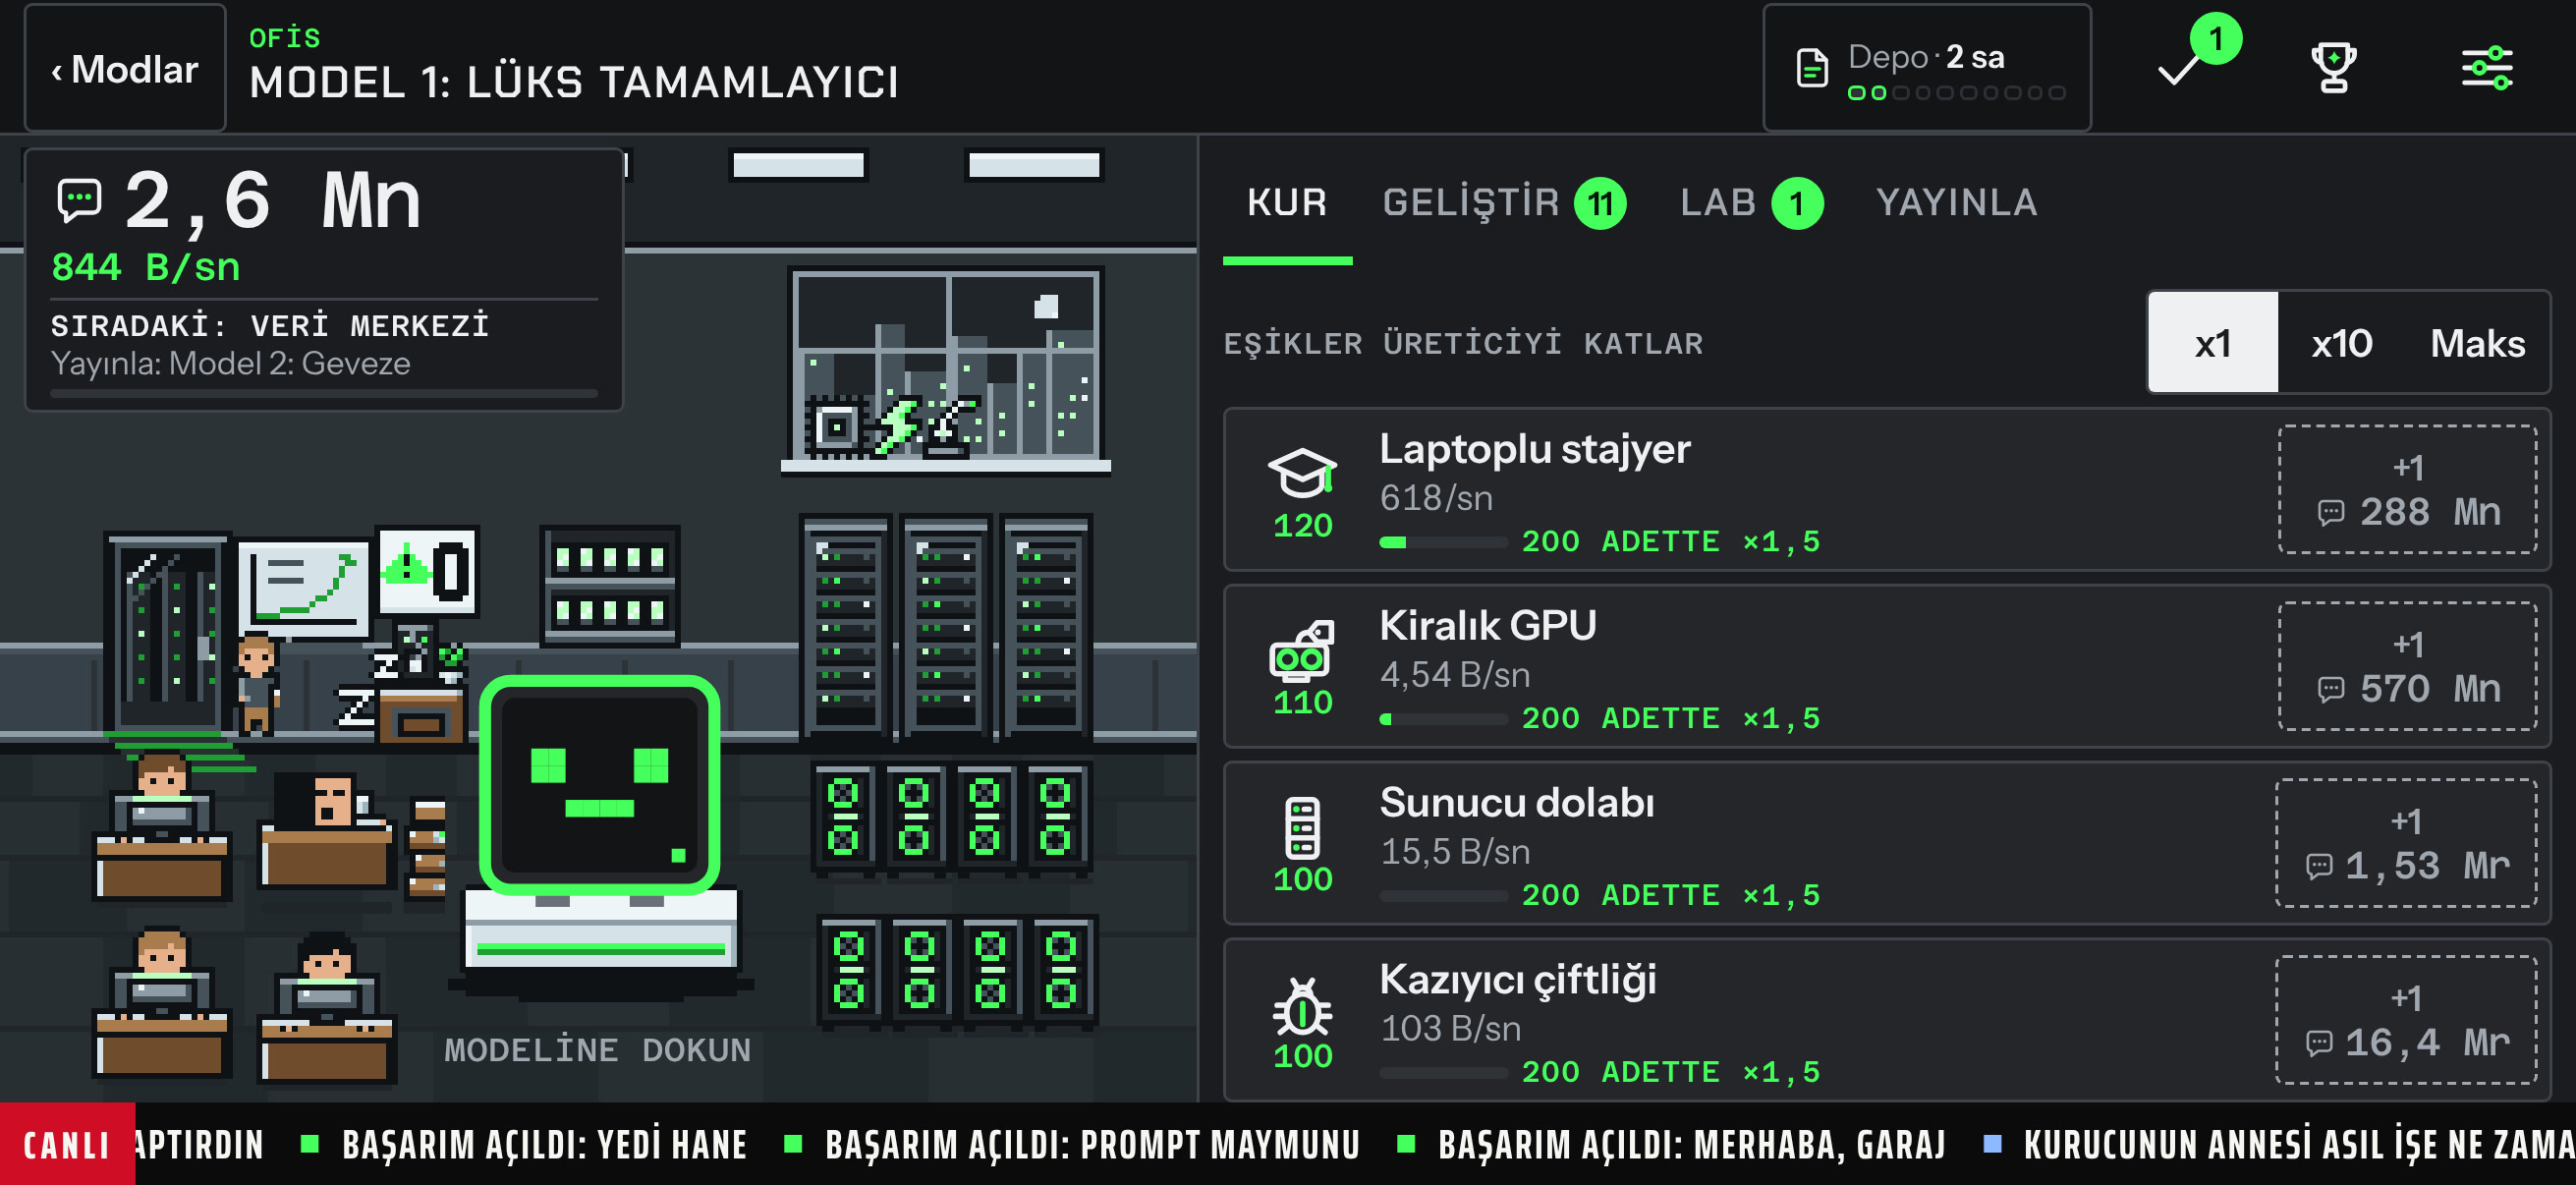 ‹ Modlar
OFİS
MODEL 1: LÜKS TAMAMLAYICI
Depo · 2 sa
1
2,6 Mn
844 B/sn
SIRADAKİ: VERİ MERKEZİ
Yayınla: Model 2: Geveze
MODELİNE DOKUN
KUR
GELİŞTİR 11
LAB 1
YAYINLA
EŞİKLER ÜRETİCİYİ KATLAR
x1 x10 Maks
Laptoplu stajyer
618/sn
120
200 ADETTE ×1,5
+1
288 Mn
Kiralık GPU
4,54 B/sn
110
200 ADETTE ×1,5
+1
570 Mn
Sunucu dolabı
15,5 B/sn
100
200 ADETTE ×1,5
+1
1,53 Mr
Kazıyıcı çiftliği
103 B/sn
100
200 ADETTE ×1,5
+1
16,4 Mr
CANLI APTIRDIN ■ BAŞARIM AÇILDI: YEDİ HANE ■ BAŞARIM AÇILDI: PROMPT MAYMUNU ■ BAŞARIM AÇILDI: MERHABA, GARAJ ■ KURUCUNUN ANNESİ ASIL İŞE NE ZAMA